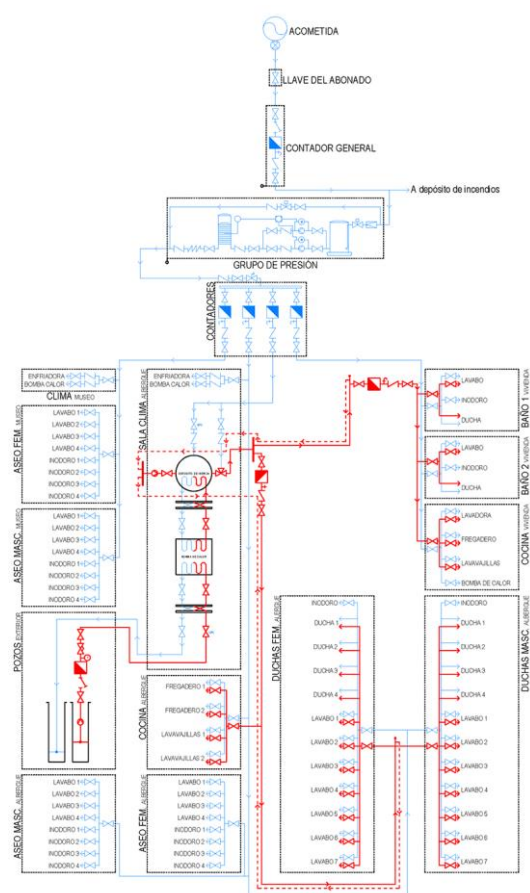 ACOMETIDA
LLAVE DEL ABONADO
CONTADOR GENERAL
A depósito de incendios
GRUPO DE PRESIÓN
CONTADORES
ENFRIADORA
BOMBA CALOR
CLIMA MUSEO
LAVABO 1
LAVABO 2
LAVABO 3
LAVABO 4
INODORO 1
INODORO 2
INODORO 3
INODORO 4
ASEO FEM. MUSEO
LAVABO 1
LAVABO 2
LAVABO 3
LAVABO 4
INODORO 1
INODORO 2
INODORO 3
INODORO 4
ASEO MASC. MUSEO
POZOS EXTERIOR
LAVABO 1
LAVABO 2
LAVABO 3
LAVABO 4
INODORO 1
INODORO 2
INODORO 3
INODORO 4
ASEO MASC. ALBERGUE
ENFRIADORA
BOMBA CALOR
SALA CLIMA ALBERGUE
BOMBA DE CALOR
FREGADERO 1
FREGADERO 2
LAVAVAJILLAS 1
LAVAVAJILLAS 2
COCINA ALBERGUE
LAVABO 1
LAVABO 2
LAVABO 3
LAVABO 4
INODORO 1
INODORO 2
INODORO 3
INODORO 4
ASEO FEM. ALBERGUE
LAVABO
INODORO
DUCHA
BAÑO 1 VIVIENDA
LAVABO
INODORO
DUCHA
BAÑO 2 VIVIENDA
LAVADORA
FREGADERO
LAVAVAJILLAS
BOMBA DE CALOR
COCINA VIVIENDA
INODORO
DUCHA 1
DUCHA 2
DUCHA 3
DUCHA 4
LAVABO 1
LAVABO 2
LAVABO 3
LAVABO 4
LAVABO 5
LAVABO 6
LAVABO 7
DUCHAS FEM.
INODORO
DUCHA 1
DUCHA 2
DUCHA 3
DUCHA 4
LAVABO 1
LAVABO 2
LAVABO 3
LAVABO 4
LAVABO 5
LAVABO 6
LAVABO 7
DUCHAS MASC. ALBERGUE